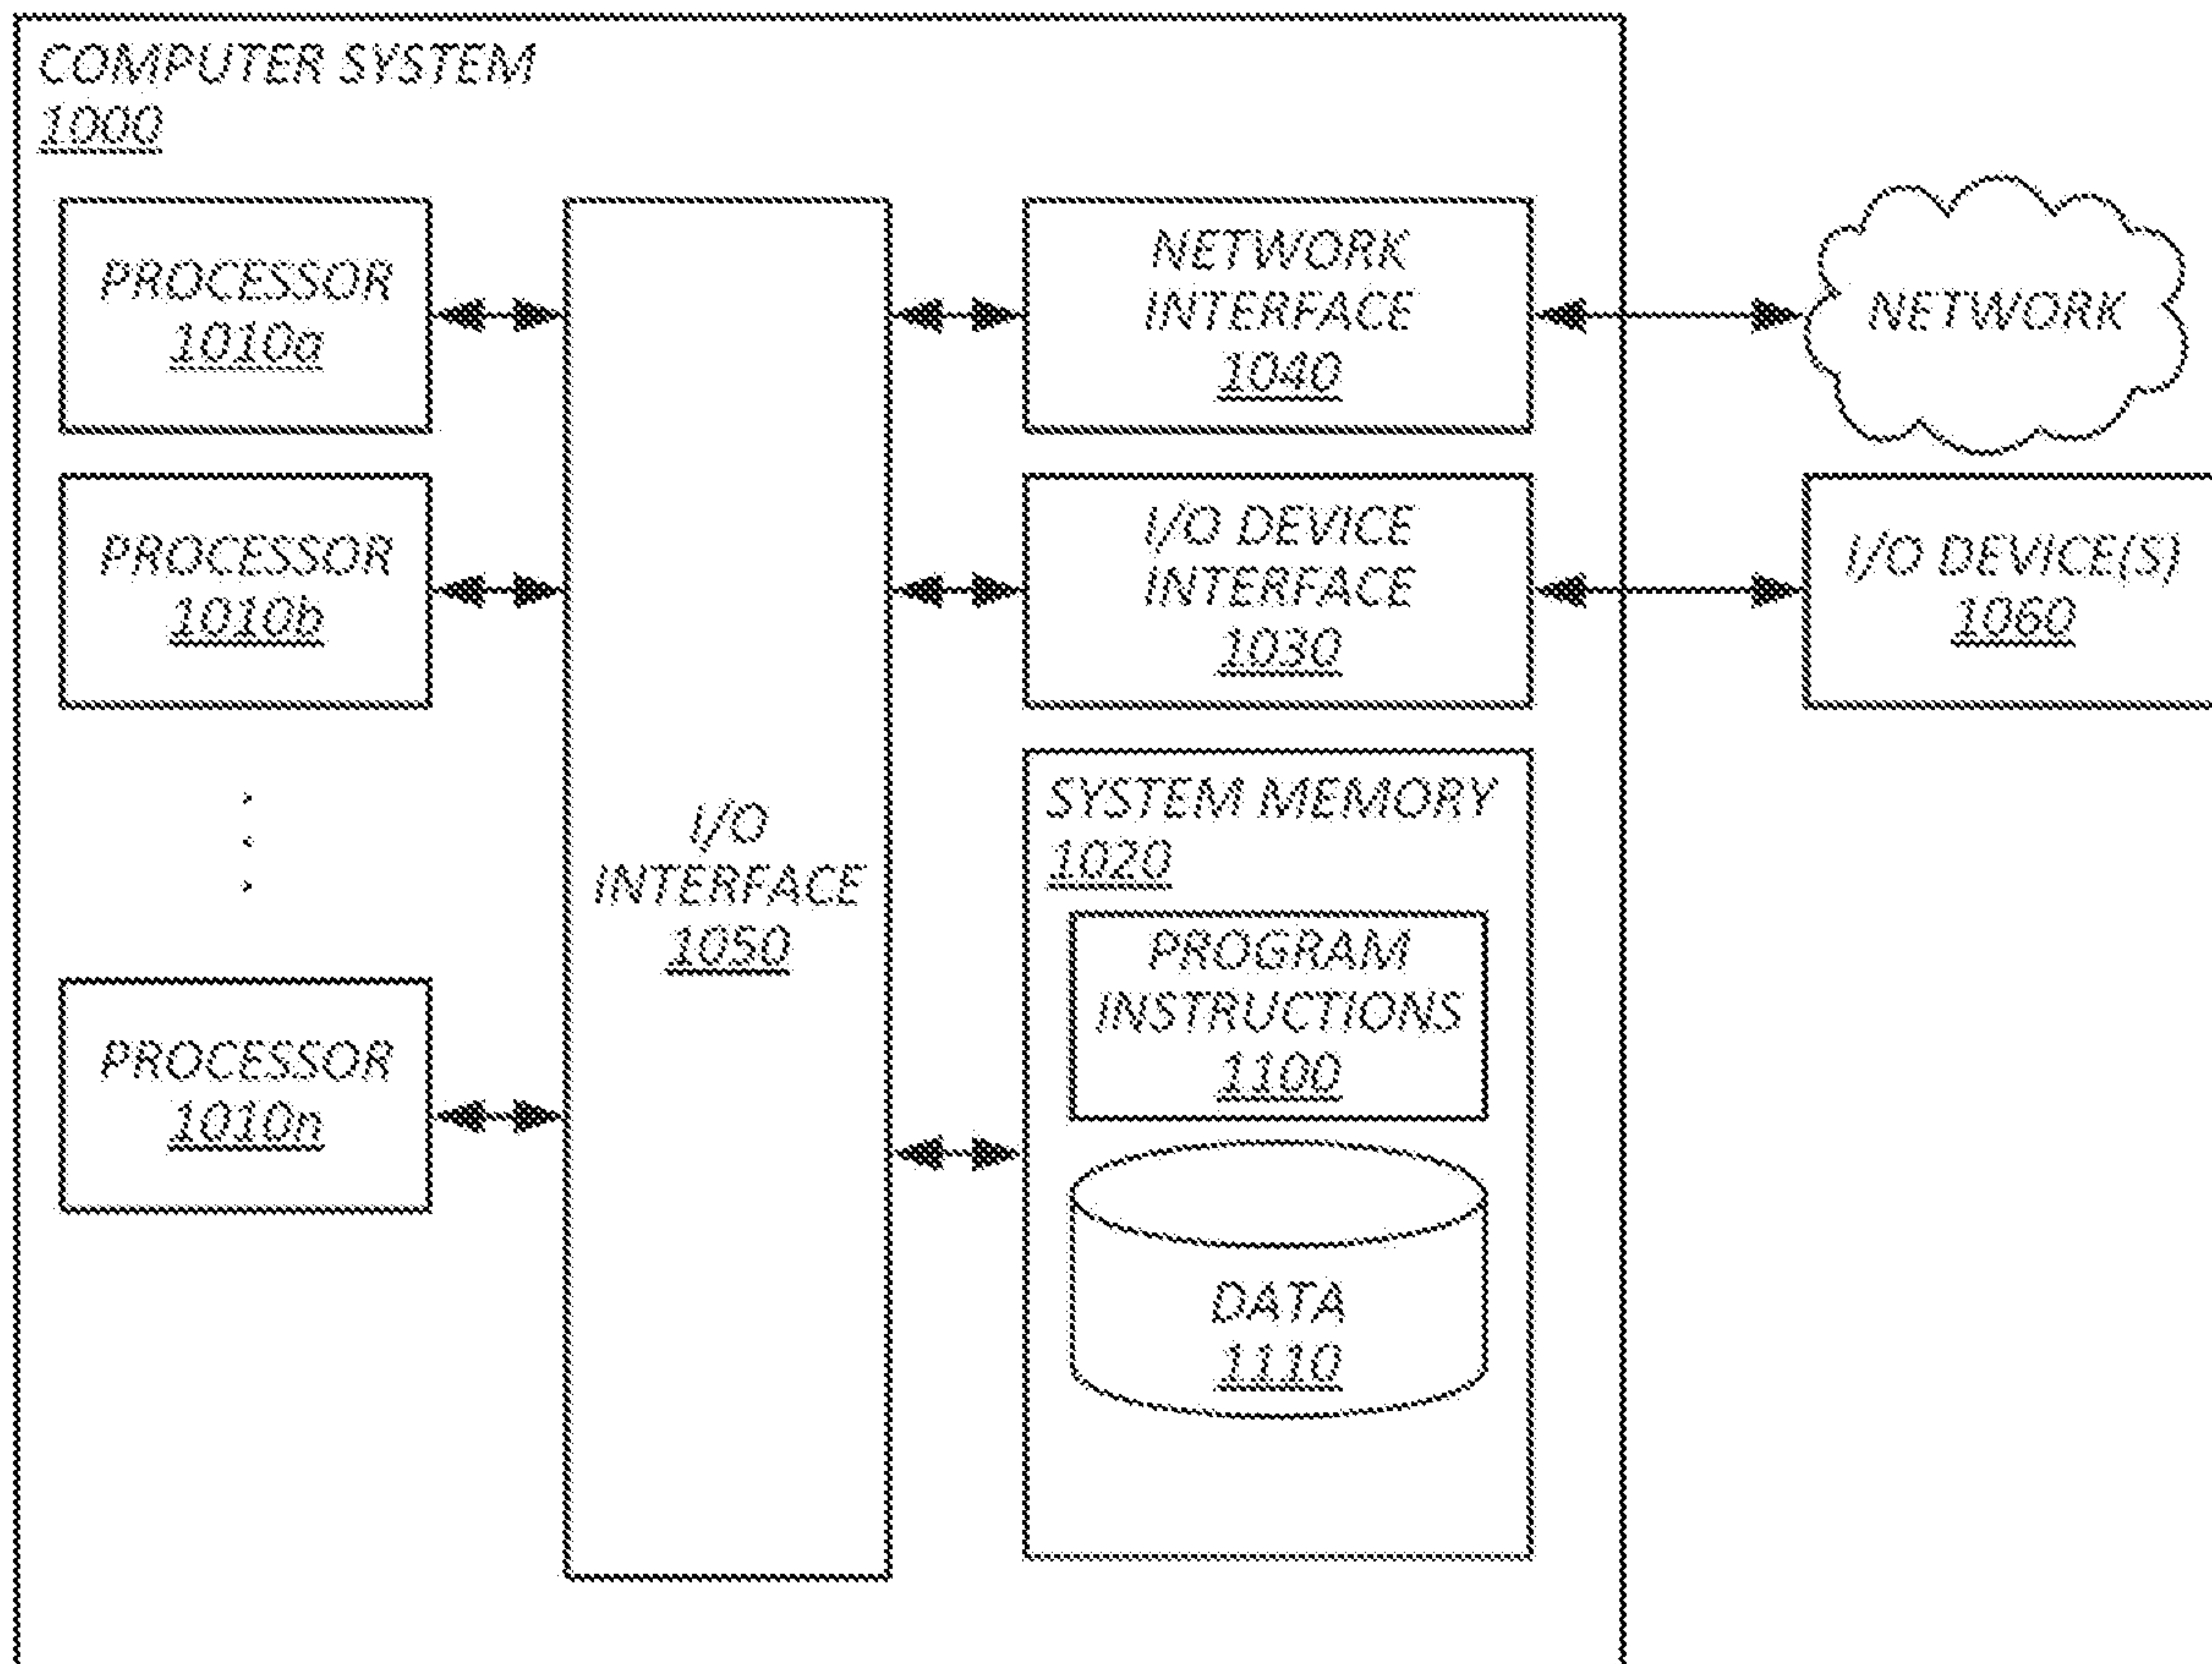 COMPUTER SYSTEM
1000
PROCESSOR
1010a
PROCESSOR
1010b
PROCESSOR
1010n
I/O
INTERFACE
1050
NETWORK
INTERFACE
1040
I/O DEVICE
INTERFACE
1030
SYSTEM MEMORY
1020
PROGRAM
INSTRUCTIONS
1100
DATA
1110
NETWORK
I/O DEVICE(S)
1060